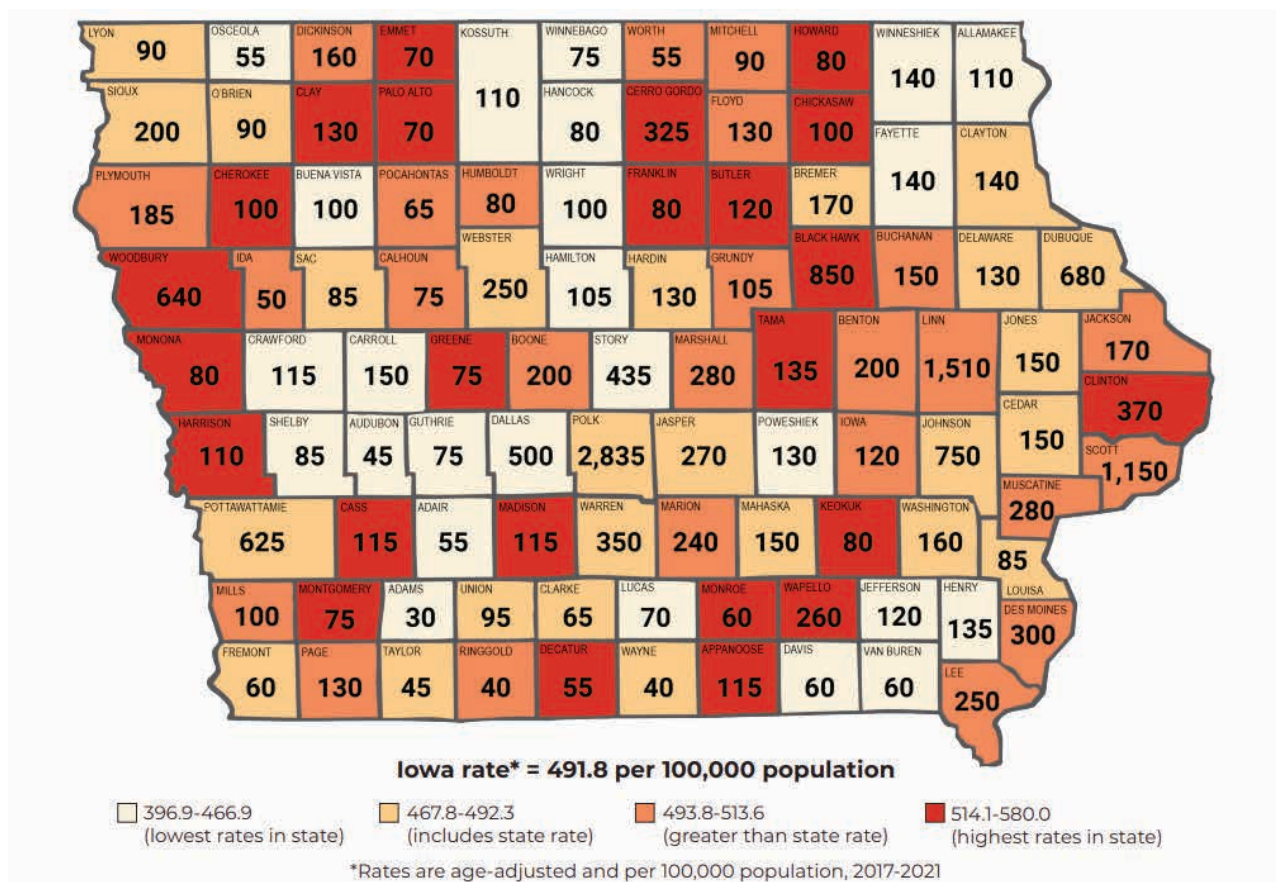 LYON
90
OSCEOLA
55
DICKINSON
160
EMMET
70
KOSSUTH
110
WINNEBAGO
75
WORTH
55
MITCHELL
90
HOWARD
80
WINNESHIEK
140
ALLAMAKEE
110
SIOUX
200
O'BRIEN
90
CLAY
130
PALO ALTO
70
HANCOCK
80
CERRO GORDO
325
FLOYD
130
CHICKASAW
100
FAYETTE
140
CLAYTON
140
PLYMOUTH
185
CHEROKEE
100
BUENA VISTA
100
POCAHONTAS
65
HUMBOLDT
80
WRIGHT
100
FRANKLIN
80
BUTLER
120
BREMER
170
WOODBURY
640
IDA
50
SAC
85
CALHOUN
75
WEBSTER
250
HAMILTON
105
HARDIN
130
GRUNDY
105
BLACK HAWK
850
BUCHANAN
150
DELAWARE
130
DUBUQUE
680
MONONA
80
CRAWFORD
115
CARROLL
150
GREENE
75
BOONE
200
STORY
435
MARSHALL
280
TAMA
135
BENTON
200
LINN
1,510
JONES
150
JACKSON
170
CLINTON
370
HARRISON
110
SHELBY
85
AUDUBON
45
GUTHRIE
75
DALLAS
500
POLK
2,835
JASPER
270
POWESHIEK
130
IOWA
120
JOHNSON
750
CEDAR
150
SCOTT
1,150
POTTAWATTAMIE
625
CASS
115
ADAIR
55
MADISON
115
WARREN
350
MARION
240
MAHASKA
150
KEOKUK
80
WASHINGTON
160
MUSCATINE
280
85
LOUISA
MILLS
100
MONTGOMERY
75
ADAMS
30
UNION
95
CLARKE
65
LUCAS
70
MONROE
60
WAPELLO
260
JEFFERSON
120
HENRY
135
DES MOINES
300
FREMONT
60
PAGE
130
TAYLOR
45
RINGGOLD
40
DECATUR
55
WAYNE
40
APPANOOSE
115
DAVIS
60
VAN BUREN
60
LEE
250
Iowa rate* = 491.8 per 100,000 population
396.9-466.9
(lowest rates in state)
467.8-492.3
(includes state rate)
493.8-513.6
(greater than state rate)
514.1-580.0
(highest rates in state)
*Rates are age-adjusted and per 100,000 population, 2017-2021